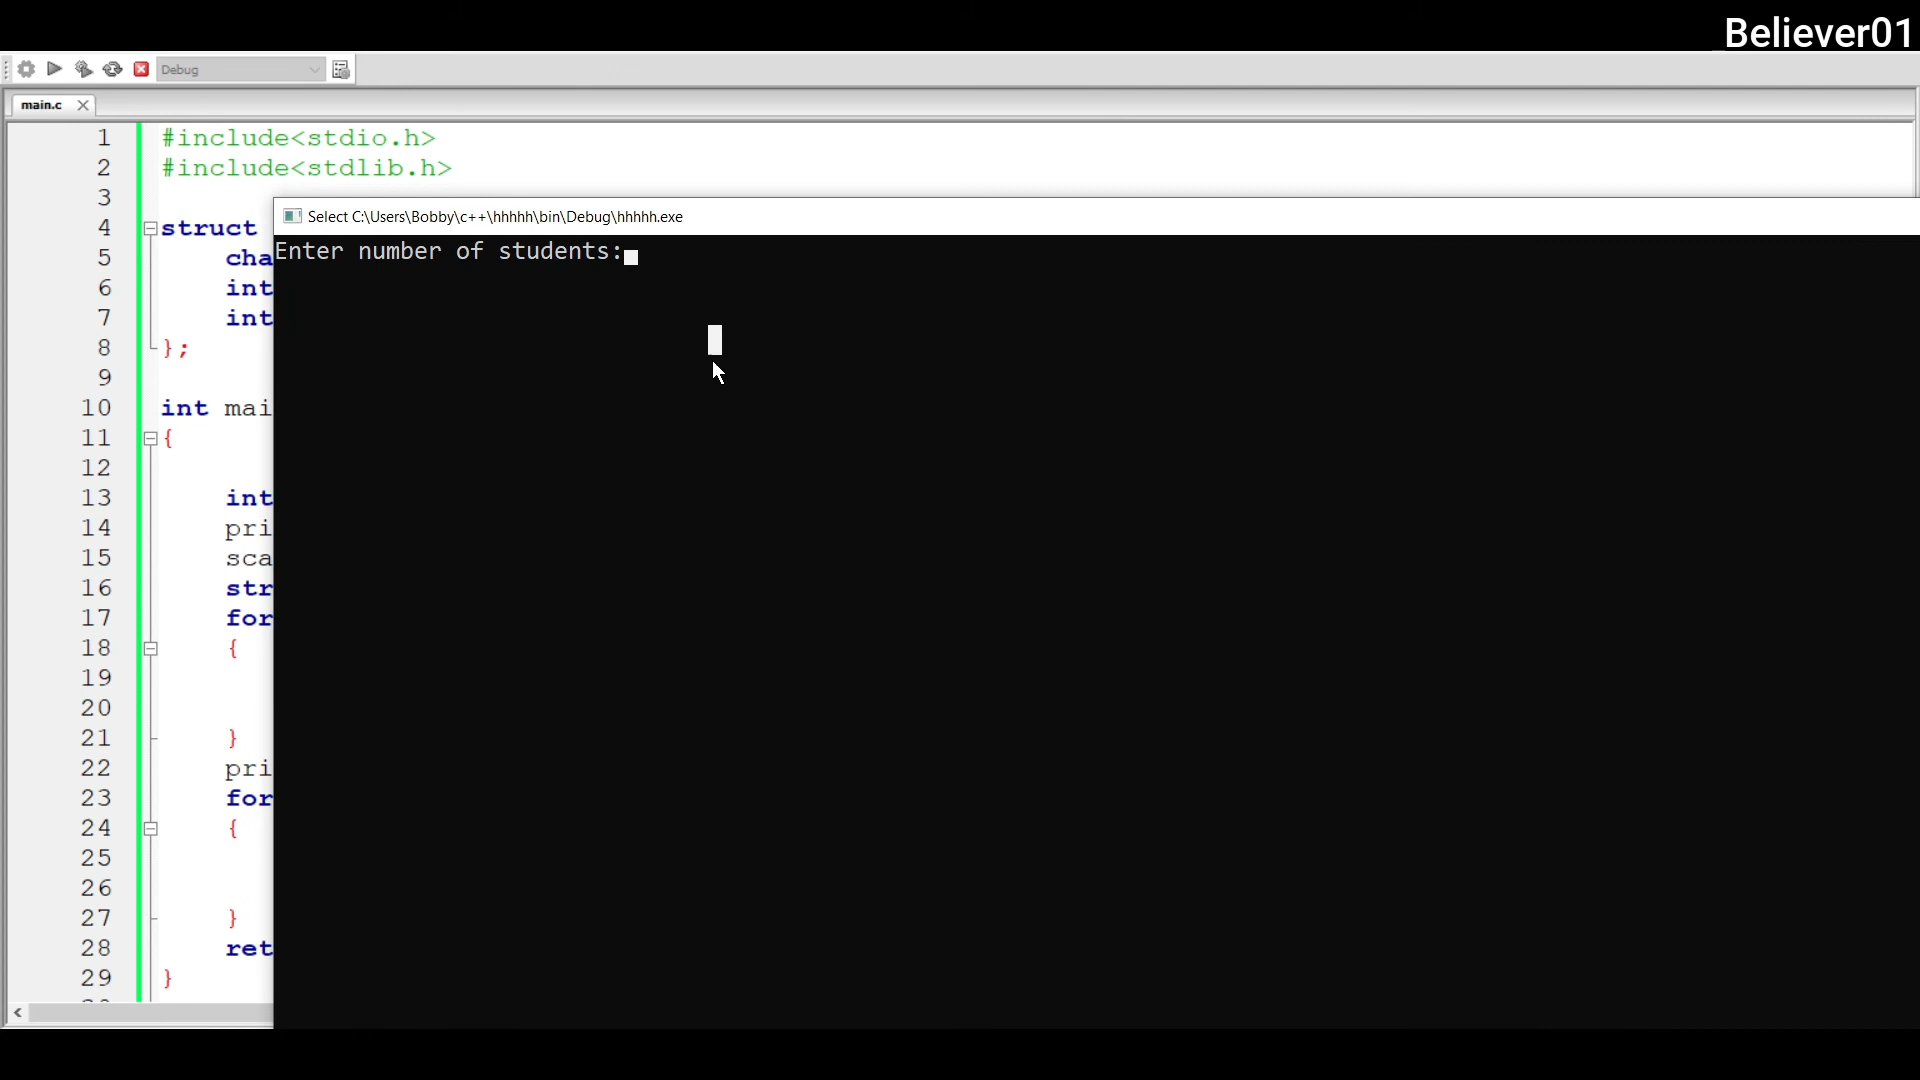 Believer01
Debug
main.c
1 #include<stdio.h>
2 #include<stdlib.h>
3
Select C:\Users\Bobby\c++\hhhhh\bin\Debug\hhhhh.exe
4 struct
Enter number of students:
5 cha
6 int
7 int
8 };
9
10 int mai
11 {
12
13 int
14 pri
15 sca
16 str
17 for
18 {
19
20
21 }
22 pri
23 for
24 {
25
26
27 }
28 ret
29 }